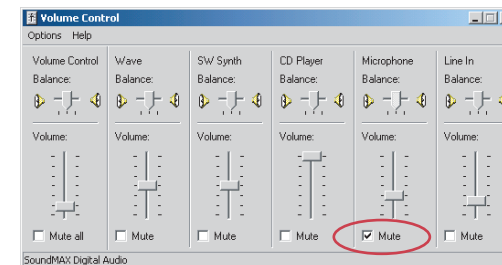 Volume Control
Options Help
Volume Control Wave SW Synth CD Player Microphone Line In
Balance: Balance: Balance: Balance: Balance: Balance:
Volume: Volume: Volume: Volume: Volume: Volume:
Mute all Mute Mute Mute Mute Mute
SoundMAX Digital Audio